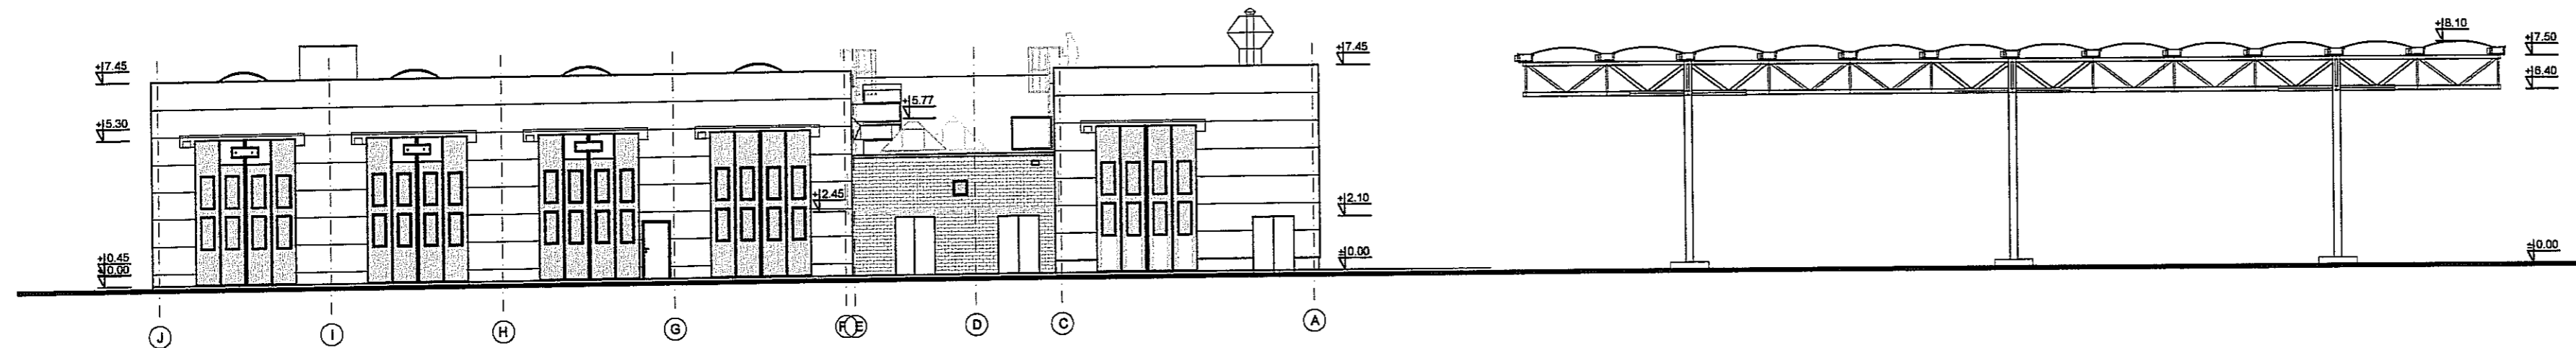 +7.45
+5.30
+0.45
±0.00
+2.45
+5.77
+7.45
+2.10
±0.00
+8.10
+7.50
+6.40
±0.00
J
I
H
G
F
E
D
C
A